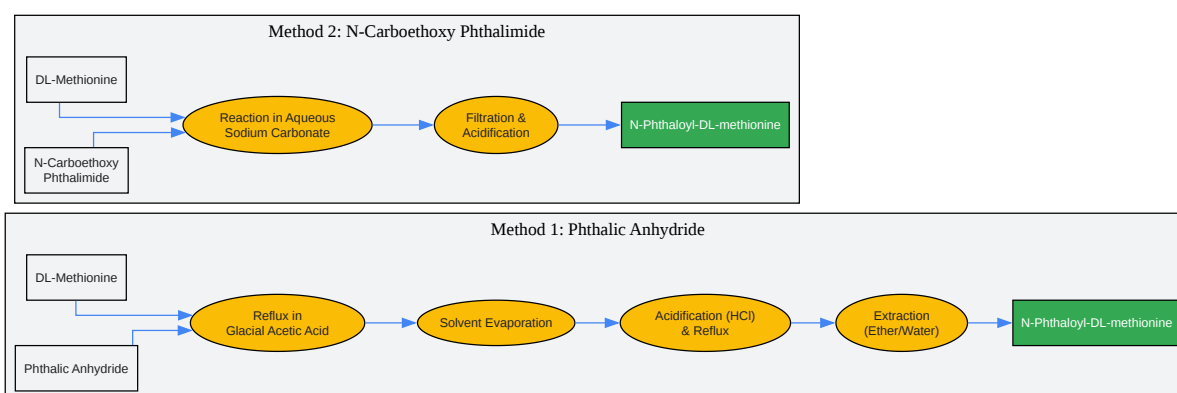 Method 2: N-Carboethoxy Phthalimide
DL-Methionine
N-Carboethoxy
Phthalimide
Reaction in Aqueous
Sodium Carbonate
Filtration &
Acidification
N-Phthaloyl-DL-methionine
Method 1: Phthalic Anhydride
DL-Methionine
Phthalic Anhydride
Reflux in
Glacial Acetic Acid
Solvent Evaporation
Acidification (HCl)
& Reflux
Extraction
(Ether/Water)
N-Phthaloyl-DL-methionine